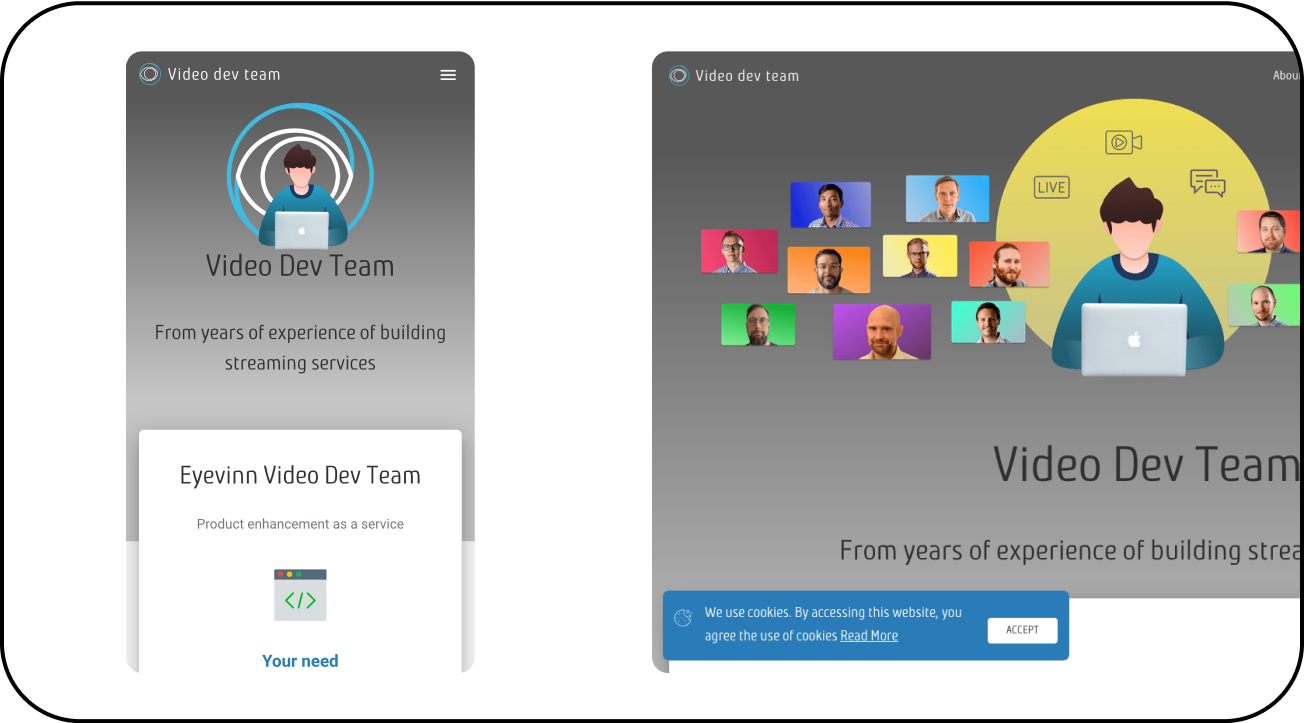 Video dev team
Video Dev Team
From years of experience of building
streaming services
Eyevinn Video Dev Team
Product enhancement as a service
</>
Your need
Video dev team
LIVE
Video Dev Team
From years of experience of building
We use cookies. By accessing this website, you
agree the use of cookies Read More
ACCEPT